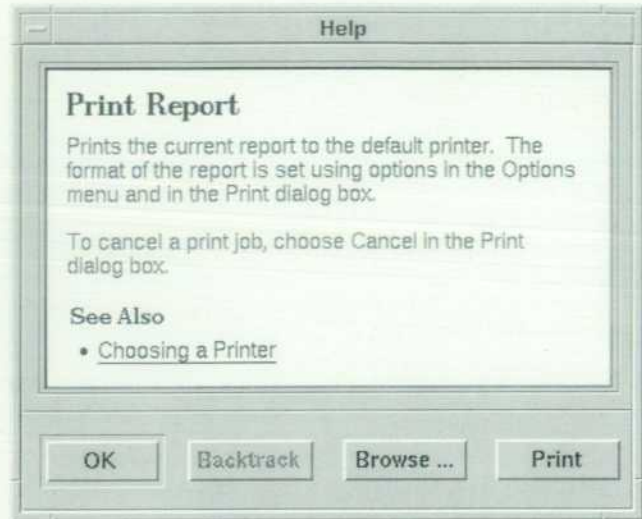 Help
Print Report
Prints the current report to the default printer. The
format of the report is set using options in the Options
menu and in the Print dialog box.
To cancel a print job, choose Cancel in the Print
dialog box.
See Also
• Choosing a Printer
OK
Backtrack
Browse ...
Print